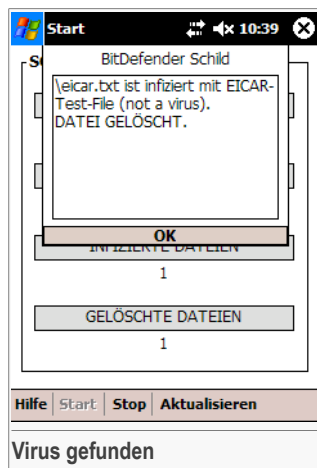 Start 10:39
BitDefender Schild
\eicar.txt ist infiziert mit EICAR-
Test-File (not a virus).
DATEI GELÖSCHT.
OK
INFIZIERTE DATEIEN
1
GELÖSCHTE DATEIEN
1
Hilfe Start Stop Aktualisieren
Virus gefunden